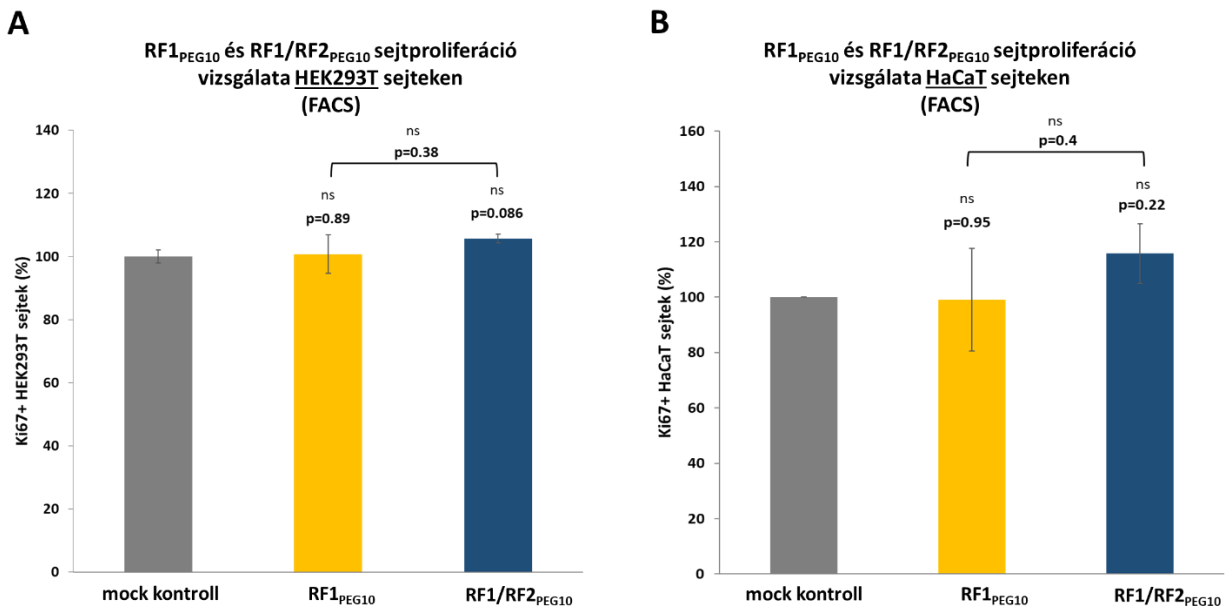 A
RF1PEG10 és RF1/RF2PEG10 sejtproliferáció
vizsgálata HEK293T sejteken
(FACS)
Ki67+ HEK293T sejtek (%)
140
120
100
80
60
40
20
0
ns
p=0.38
ns
p=0.89
ns
p=0.086
mock kontroll
RF1PEG10
RF1/RF2PEG10
B
RF1PEG10 és RF1/RF2PEG10 sejtproliferáció
vizsgálata HaCaT sejteken
(FACS)
Ki67+ HaCaT sejtek (%)
160
140
120
100
80
60
40
20
0
ns
p=0.4
ns
p=0.95
ns
p=0.22
mock kontroll
RF1PEG10
RF1/RF2PEG10